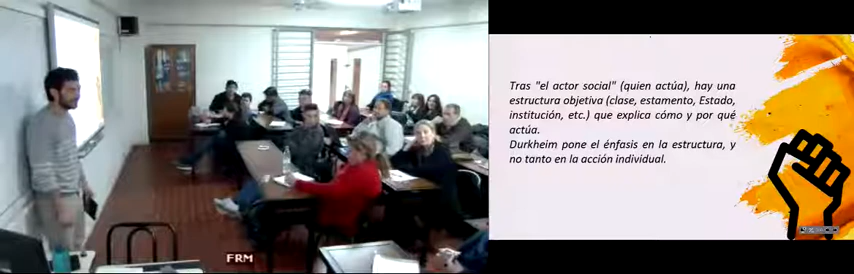 Tras "el actor social" (quien actúa), hay una
estructura objetiva (clase, estamento, Estado,
institución, etc.) que explica cómo y por qué
actúa.
Durkheim pone el énfasis en la estructura, y
no tanto en la acción individual.
FRM